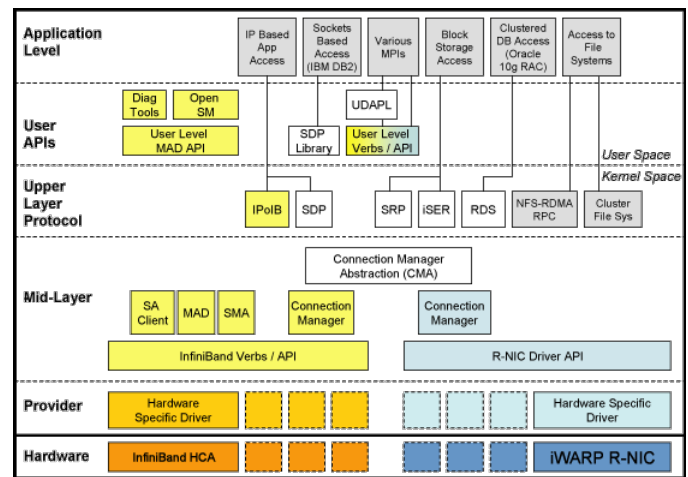 Application
Level
IP Based
App
Access
Sockets
Based
Access
(IBM DB2)
Various
MPIs
Block
Storage
Access
Clustered
DB Access
(Oracle
10g RAC)
Access to
File
Systems
User
APIs
Diag
Tools
Open
SM
User Level
MAD API
SDP
Library
UDAPL
User Level
Verbs / API
User Space
Kernel Space
Upper
Layer
Protocol
IPoIB
SDP
SRP
iSER
RDS
NFS-RDMA
RPC
Cluster
File Sys
Mid-Layer
Connection Manager
Abstraction (CMA)
SA
Client
MAD
SMA
Connection
Manager
Connection
Manager
InfiniBand Verbs / API
R-NIC Driver API
Provider
Hardware
Specific Driver
Hardware Specific
Driver
Hardware
InfiniBand HCA
iWARP R-NIC